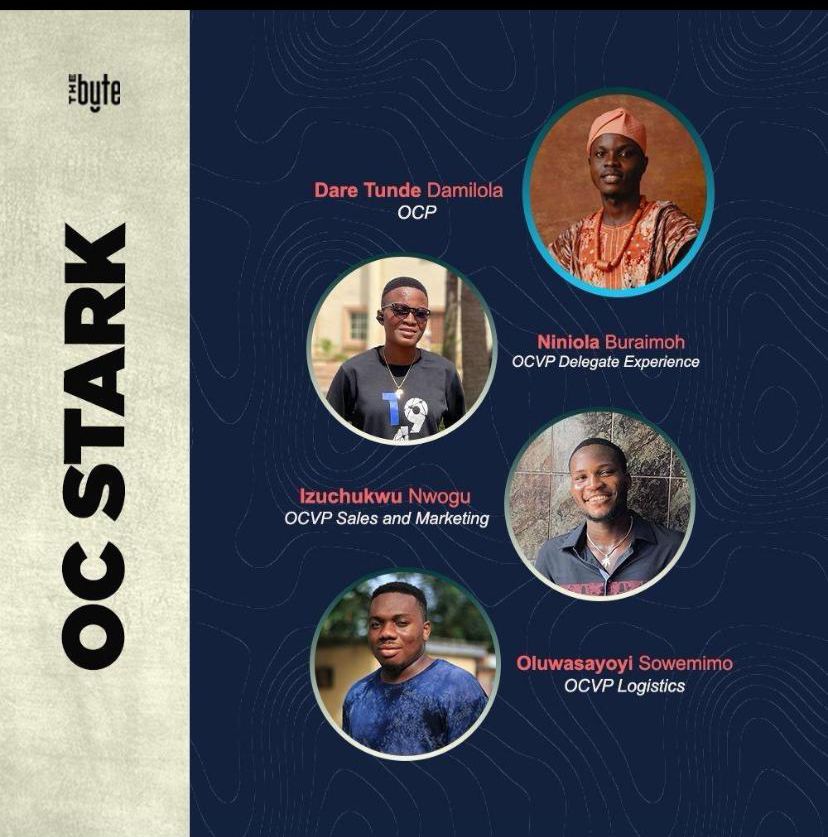 THE byte
OC STARK
Dare Tunde Damilola
OCP
Niniola Buraimoh
OCVP Delegate Experience
Izuchukwu Nwogu
OCVP Sales and Marketing
Oluwasayoyi Sowemimo
OCVP Logistics